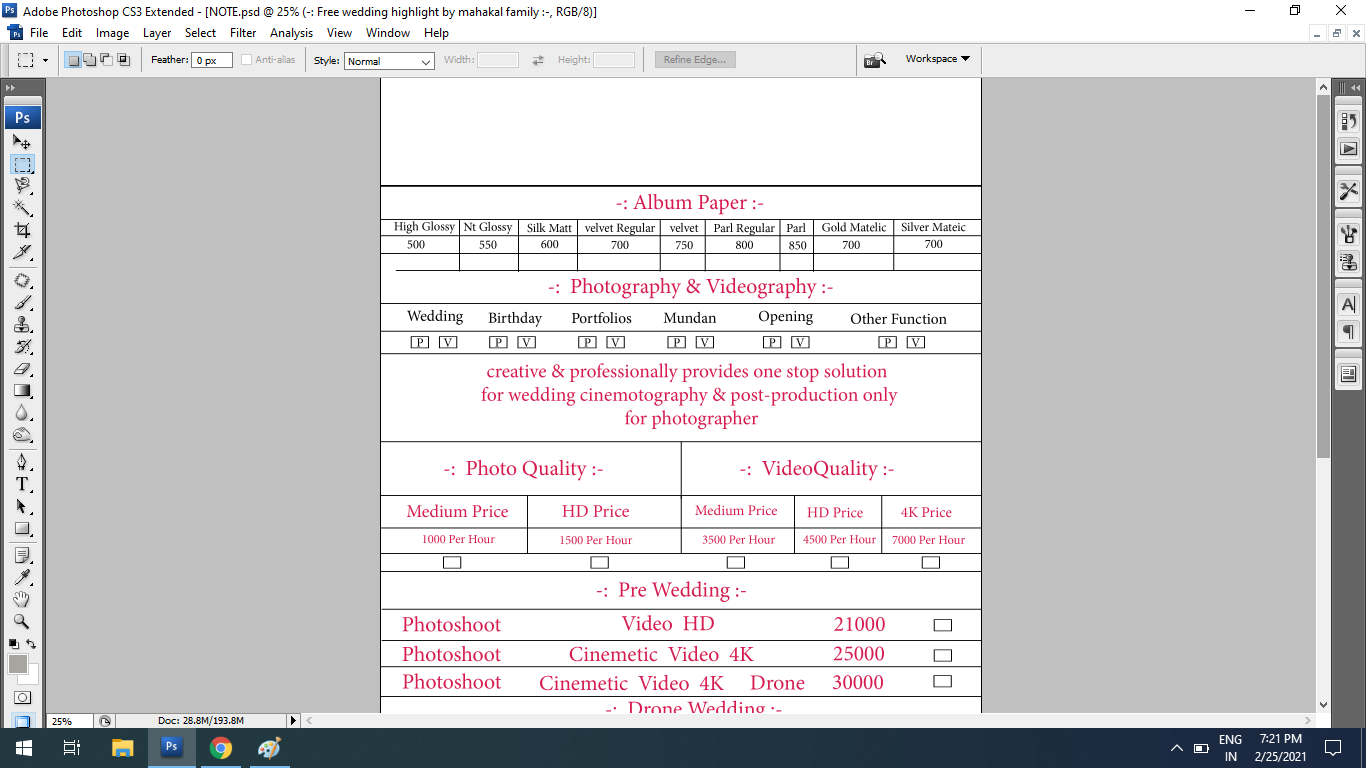 Ps Adobe Photoshop CS3 Extended - [NOTE.psd @ 25% (-: Free wedding highlight by mahakal family :-, RGB/8)]
Ps File Edit Image Layer Select Filter Analysis View Window Help
Feather: 0 px Anti-alias Style: Normal Width: Height: Refine Edge... Br Workspace
Ps
-: Album Paper :-
High Glossy Nt Glossy Silk Matt velvet Regular velvet Parl Regular Parl Gold Matelic Silver Mateic
500 550 600 700 750 800 850 700 700
-: Photography & Videography :-
Wedding Birthday Portfolios Mundan Opening Other Function
P V P V P V P V P V P V
creative & professionally provides one stop solution
for wedding cinemotography & post-production only
for photographer
-: Photo Quality :- -: VideoQuality :-
Medium Price HD Price Medium Price HD Price 4K Price
1000 Per Hour 1500 Per Hour 3500 Per Hour 4500 Per Hour 7000 Per Hour
-: Pre Wedding :-
Photoshoot Video HD 21000
Photoshoot Cinemetic Video 4K 25000
Photoshoot Cinemetic Video 4K Drone 30000
-: Drone Wedding :-
25% Doc: 28.8M/193.8M
Ps ENG 7:21 PM
IN 2/25/2021